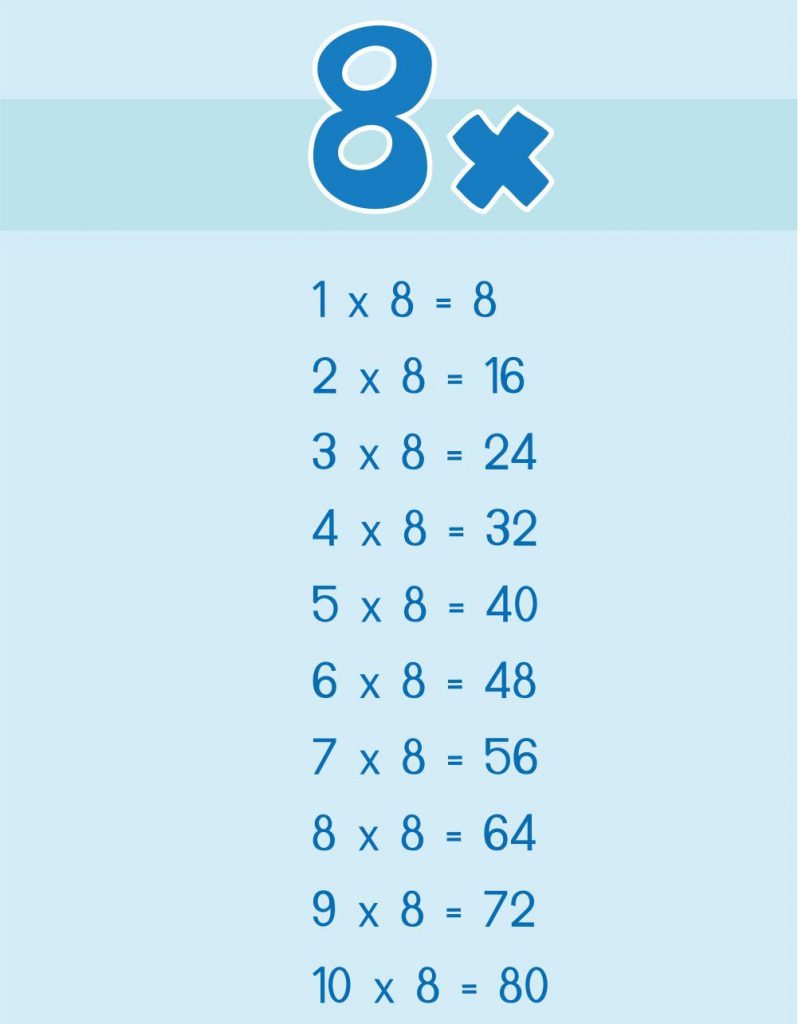 8x
1 x 8 = 8
2 x 8 = 16
3 x 8 = 24
4 x 8 = 32
5 x 8 = 40
6 x 8 = 48
7 x 8 = 56
8 x 8 = 64
9 x 8 = 72
10 x 8 = 80